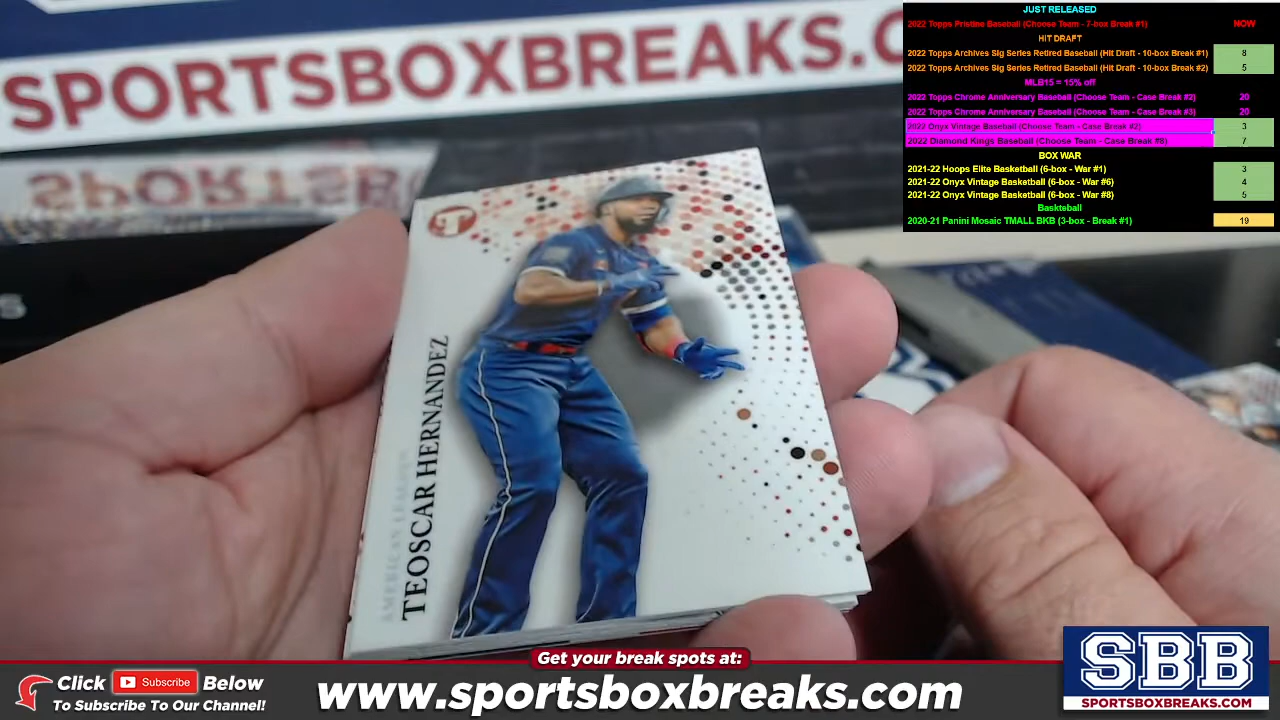 SPORTSBOXBREAKS.C
JUST RELEASED
2022 Topps Pristine Baseball (Choose Team - 7-box Break #1) NOW
HIT DRAFT
2022 Topps Archives Sig Series Retired Baseball (Hit Draft - 10-box Break #1) 8
2022 Topps Archives Sig Series Retired Baseball (Hit Draft - 10-box Break #2) 5
MLB15 = 15% off
2022 Topps Chrome Anniversary Baseball (Choose Team - Case Break #2) 20
2022 Topps Chrome Anniversary Baseball (Choose Team - Case Break #3) 20
2022 Onyx Vintage Baseball (Choose Team - Case Break #2) 3
2022 Diamond Kings Baseball (Choose Team - Case Break #8) 7
BOX WAR
2021-22 Hoops Elite Basketball (6-box - War #1) 3
2021-22 Onyx Vintage Basketball (6-box - War #6) 4
2021-22 Onyx Vintage Basketball (6-box - War #8) 5
Baskteball
2020-21 Panini Mosaic TMALL BKB (3-box - Break #1) 19
T
AMERICAN LEAGUE
TEOSCAR HERNANDEZ
Get your break spots at:
Click Subscribe Below
To Subscribe To Our Channel!
www.sportsboxbreaks.com
SBB
SPORTSBOXBREAKS.COM